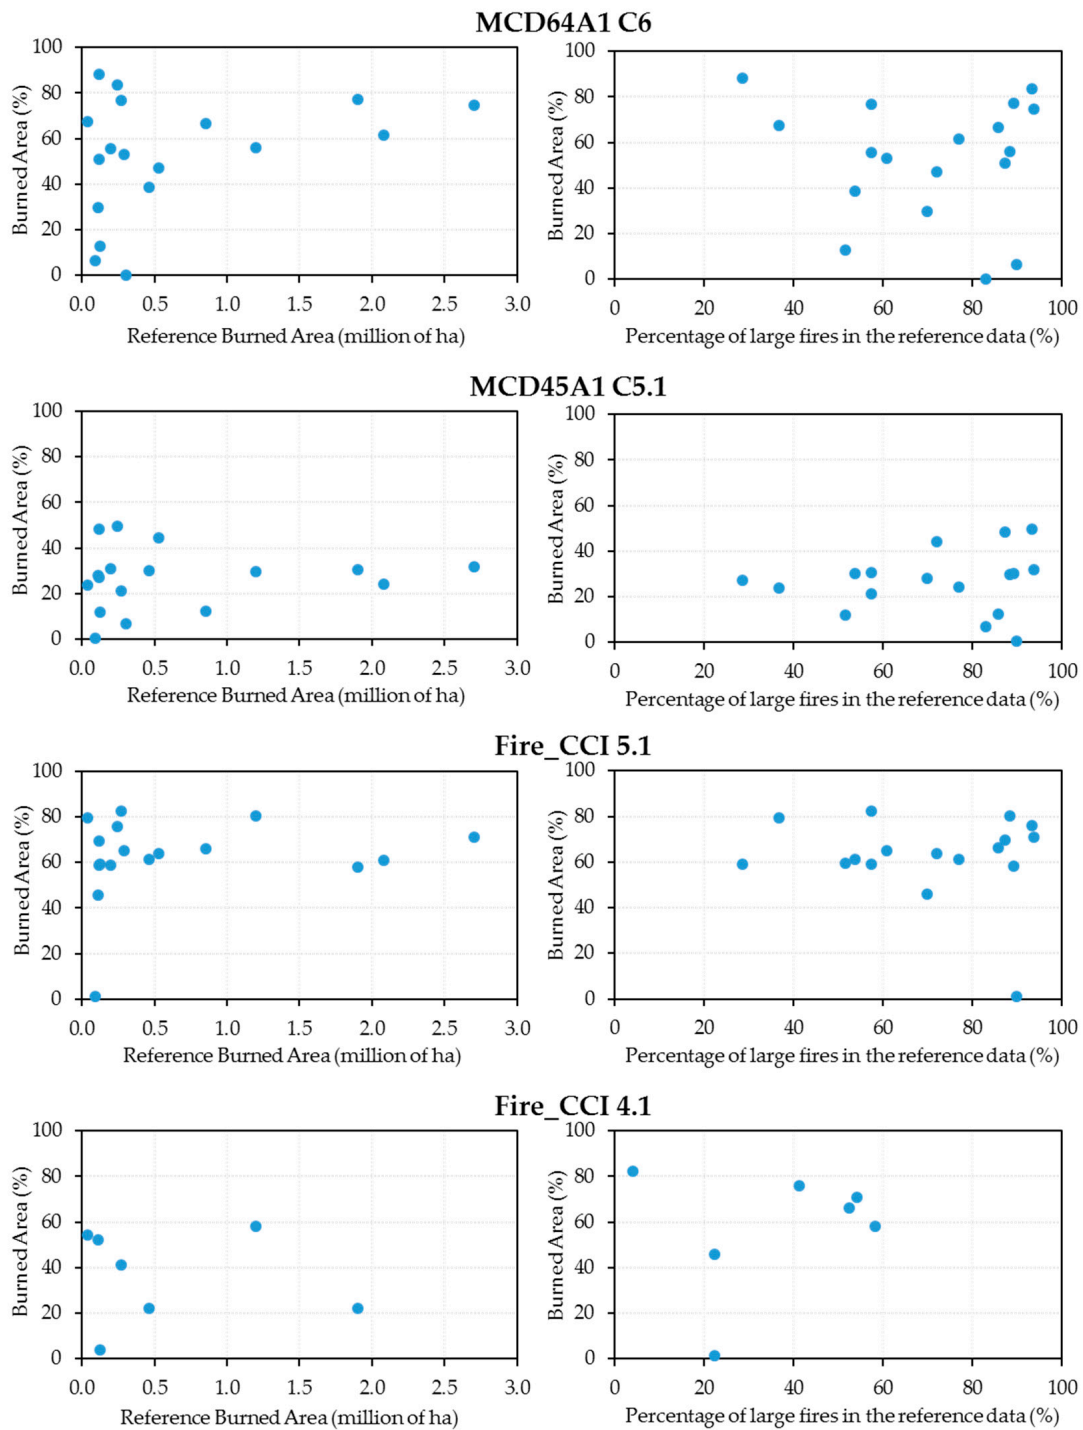 MCD64A1 C6
Burned Area (%)
100
80
60
40
20
0
0.0 0.5 1.0 1.5 2.0 2.5 3.0
Reference Burned Area (million of ha)
Burned Area (%)
100
80
60
40
20
0
0 20 40 60 80 100
Percentage of large fires in the reference data (%)
MCD45A1 C5.1
Burned Area (%)
100
80
60
40
20
0
0.0 0.5 1.0 1.5 2.0 2.5 3.0
Reference Burned Area (million of ha)
Burned Area (%)
100
80
60
40
20
0
0 20 40 60 80 100
Percentage of large fires in the reference data (%)
Fire_CCI 5.1
Burned Area (%)
100
80
60
40
20
0
0.0 0.5 1.0 1.5 2.0 2.5 3.0
Reference Burned Area (million of ha)
Burned Area (%)
100
80
60
40
20
0
0 20 40 60 80 100
Percentage of large fires in the reference data (%)
Fire_CCI 4.1
Burned Area (%)
100
80
60
40
20
0
0.0 0.5 1.0 1.5 2.0 2.5 3.0
Reference Burned Area (million of ha)
Burned Area (%)
100
80
60
40
20
0
0 20 40 60 80 100
Percentage of large fires in the reference data (%)